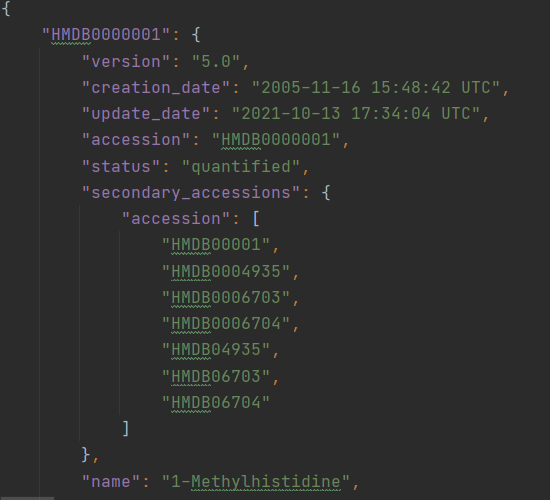 {
"HMDB0000001": {
"version": "5.0",
"creation_date": "2005-11-16 15:48:42 UTC",
"update_date": "2021-10-13 17:34:04 UTC",
"accession": "HMDB0000001",
"status": "quantified",
"secondary_accessions": {
"accession": [
"HMDB00001",
"HMDB0004935",
"HMDB0006703",
"HMDB0006704",
"HMDB04935",
"HMDB06703",
"HMDB06704"
]
},
"name": "1-Methylhistidine",